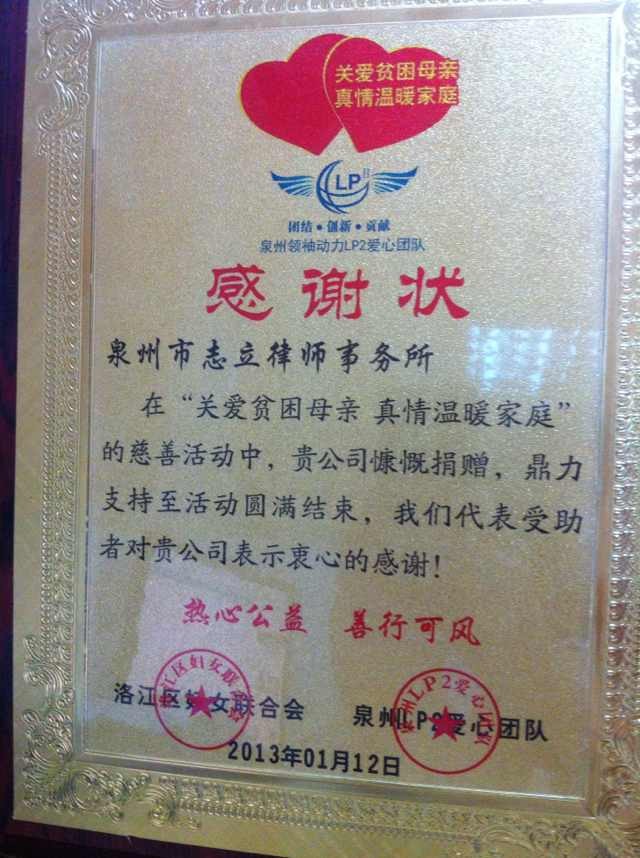 关爱贫困母亲
真情温暖家庭
LP
团结·创新·贡献
泉州领袖动力LP2爱心团队
感谢状
泉州市志立律师事务所
在“关爱贫困母亲 真情温暖家庭”
的慈善活动中，贵公司慷慨捐赠，鼎力
支持至活动圆满结束，我们代表受助
者对贵公司表示衷心的感谢！
热心公益 善行可风
洛江区妇女联合会 泉州LP2爱心团队
2013年01月12日